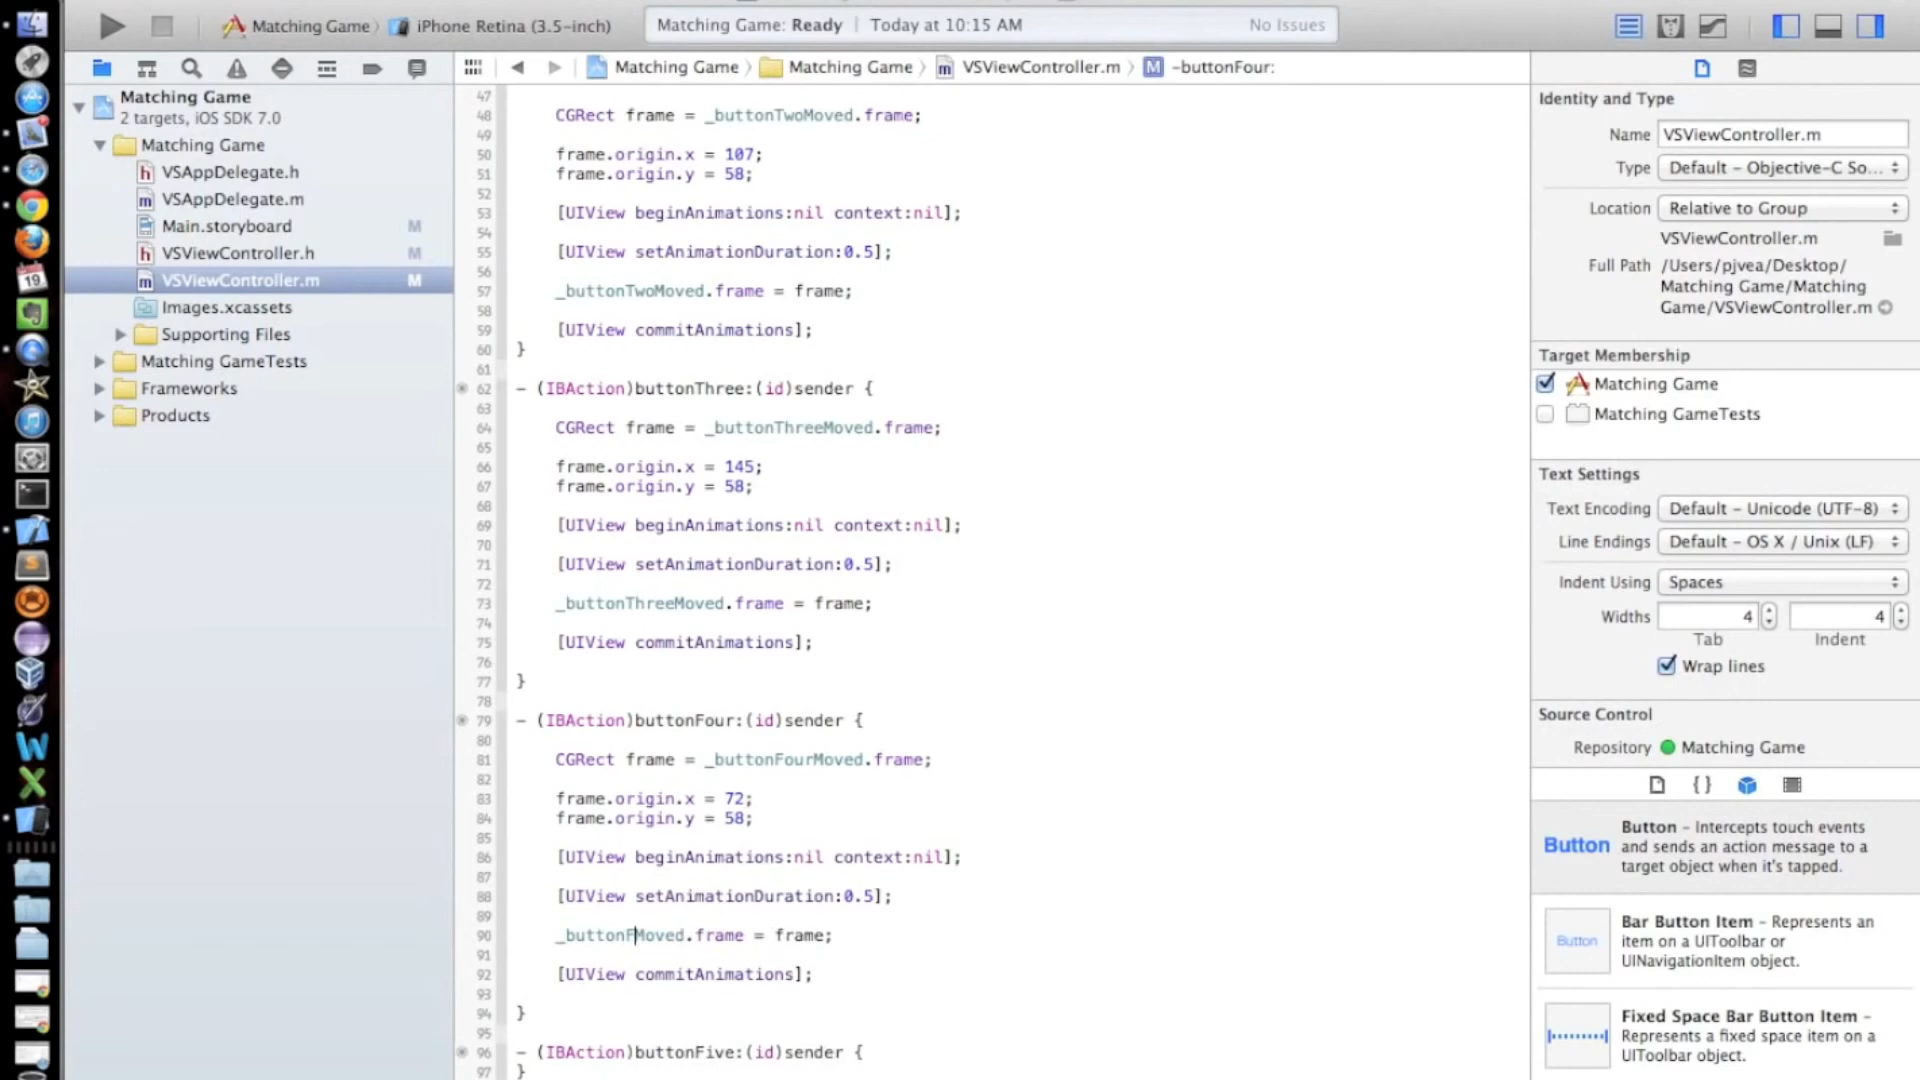 Matching Game iPhone Retina (3.5-inch)
Matching Game: Ready Today at 10:15 AM No Issues
Matching Game
2 targets, iOS SDK 7.0
Matching Game
h VSAppDelegate.h
m VSAppDelegate.m
Main.storyboard M
h VSViewController.h M
m VSViewController.m M
Images.xcassets
Supporting Files
Matching GameTests
Frameworks
Products
19
Matching Game Matching Game m VSViewController.m M -buttonFour:
47
48 CGRect frame = _buttonTwoMoved.frame;
49
50 frame.origin.x = 107;
51 frame.origin.y = 58;
52
53 [UIView beginAnimations:nil context:nil];
54
55 [UIView setAnimationDuration:0.5];
56
57 _buttonTwoMoved.frame = frame;
58
59 [UIView commitAnimations];
60 }
61
62 - (IBAction)buttonThree:(id)sender {
63
64 CGRect frame = _buttonThreeMoved.frame;
65
66 frame.origin.x = 145;
67 frame.origin.y = 58;
68
69 [UIView beginAnimations:nil context:nil];
70
71 [UIView setAnimationDuration:0.5];
72
73 _buttonThreeMoved.frame = frame;
74
75 [UIView commitAnimations];
76
77 }
78
79 - (IBAction)buttonFour:(id)sender {
80
81 CGRect frame = _buttonFourMoved.frame;
82
83 frame.origin.x = 72;
84 frame.origin.y = 58;
85
86 [UIView beginAnimations:nil context:nil];
87
88 [UIView setAnimationDuration:0.5];
89
90 _buttonFMoved.frame = frame;
91
92 [UIView commitAnimations];
93
94 }
95
96 - (IBAction)buttonFive:(id)sender {
97 }
Identity and Type
Name VSViewController.m
Type Default - Objective-C So...
Location Relative to Group
VSViewController.m
Full Path /Users/pjvea/Desktop/
Matching Game/Matching
Game/VSViewController.m
Target Membership
Matching Game
Matching GameTests
Text Settings
Text Encoding Default - Unicode (UTF-8)
Line Endings Default - OS X / Unix (LF)
Indent Using Spaces
Widths 4 4
Tab Indent
Wrap lines
Source Control
Repository Matching Game
{ }
Button Button - Intercepts touch events
and sends an action message to a
target object when it's tapped.
Button Bar Button Item - Represents an
item on a UIToolbar or
UINavigationItem object.
Fixed Space Bar Button Item -
Represents a fixed space item on a
UIToolbar object.